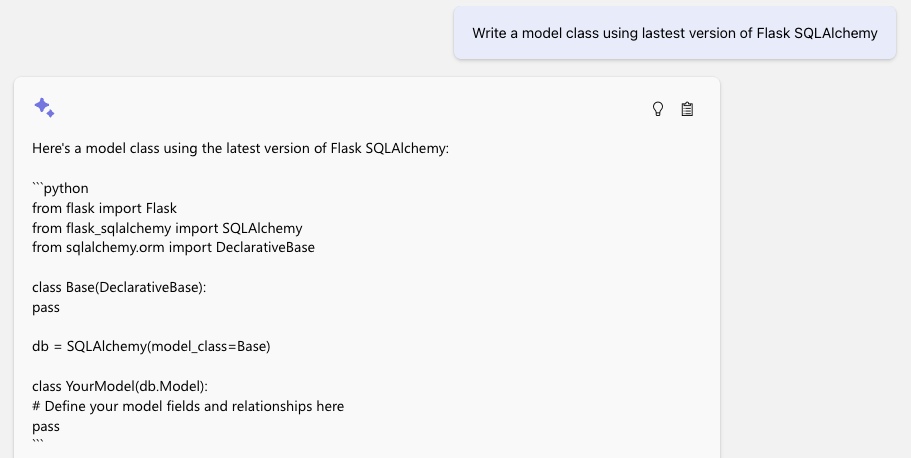 Write a model class using lastest version of Flask SQLAlchemy
Here's a model class using the latest version of Flask SQLAlchemy:
```python
from flask import Flask
from flask_sqlalchemy import SQLAlchemy
from sqlalchemy.orm import DeclarativeBase
class Base(DeclarativeBase):
pass
db = SQLAlchemy(model_class=Base)
class YourModel(db.Model):
# Define your model fields and relationships here
pass
```